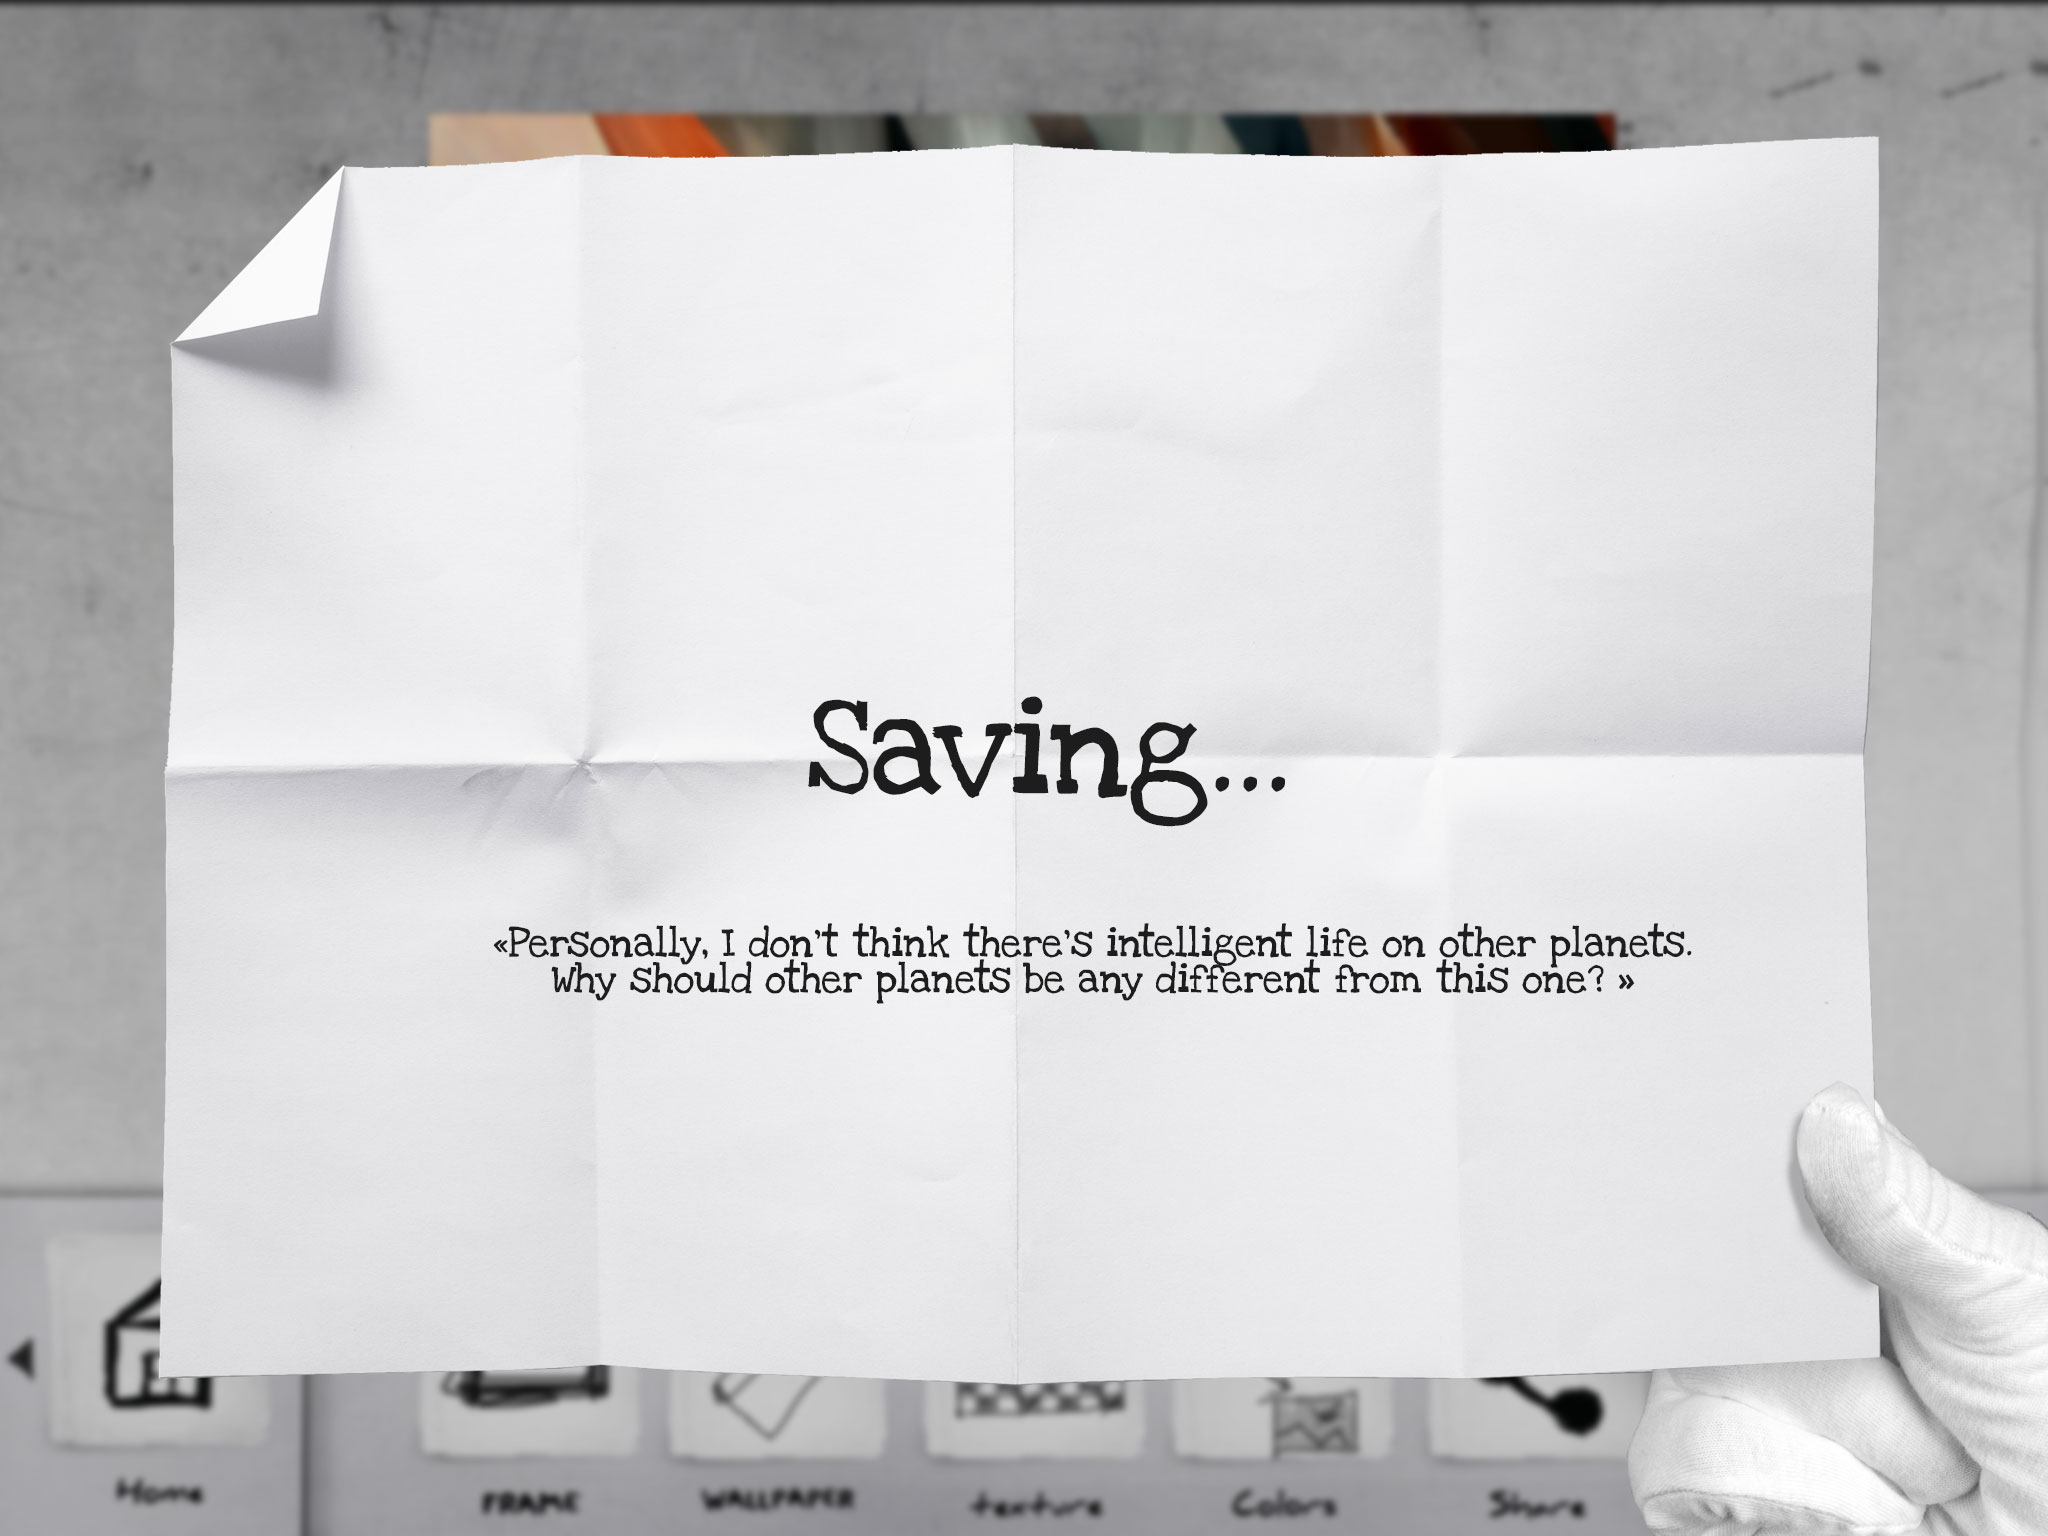 Saving...
«Personally, I don't think there's intelligent life on other planets.
Why should other planets be any different from this one? »
Home
FRAME
WALLPAPER
texture
Colors
Share